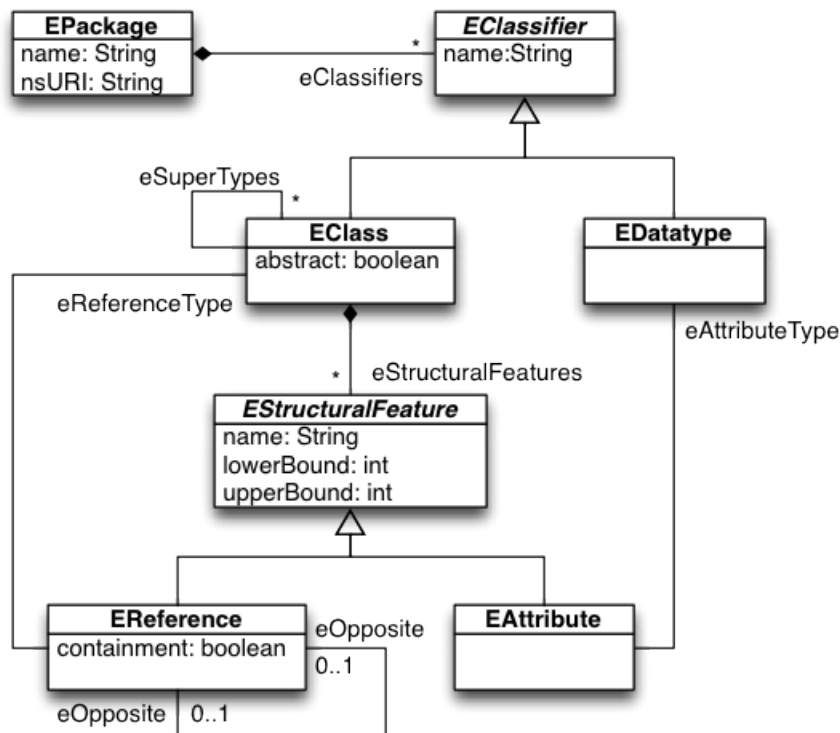 EPackage
name: String
nsURI: String
*
eClassifiers
EClassifier
name:String
eSuperTypes
*
EClass
abstract: boolean
EDatatype
eReferenceType
eAttributeType
*
eStructuralFeatures
EStructuralFeature
name: String
lowerBound: int
upperBound: int
EReference
containment: boolean
eOpposite
0..1
EAttribute
eOpposite
0..1